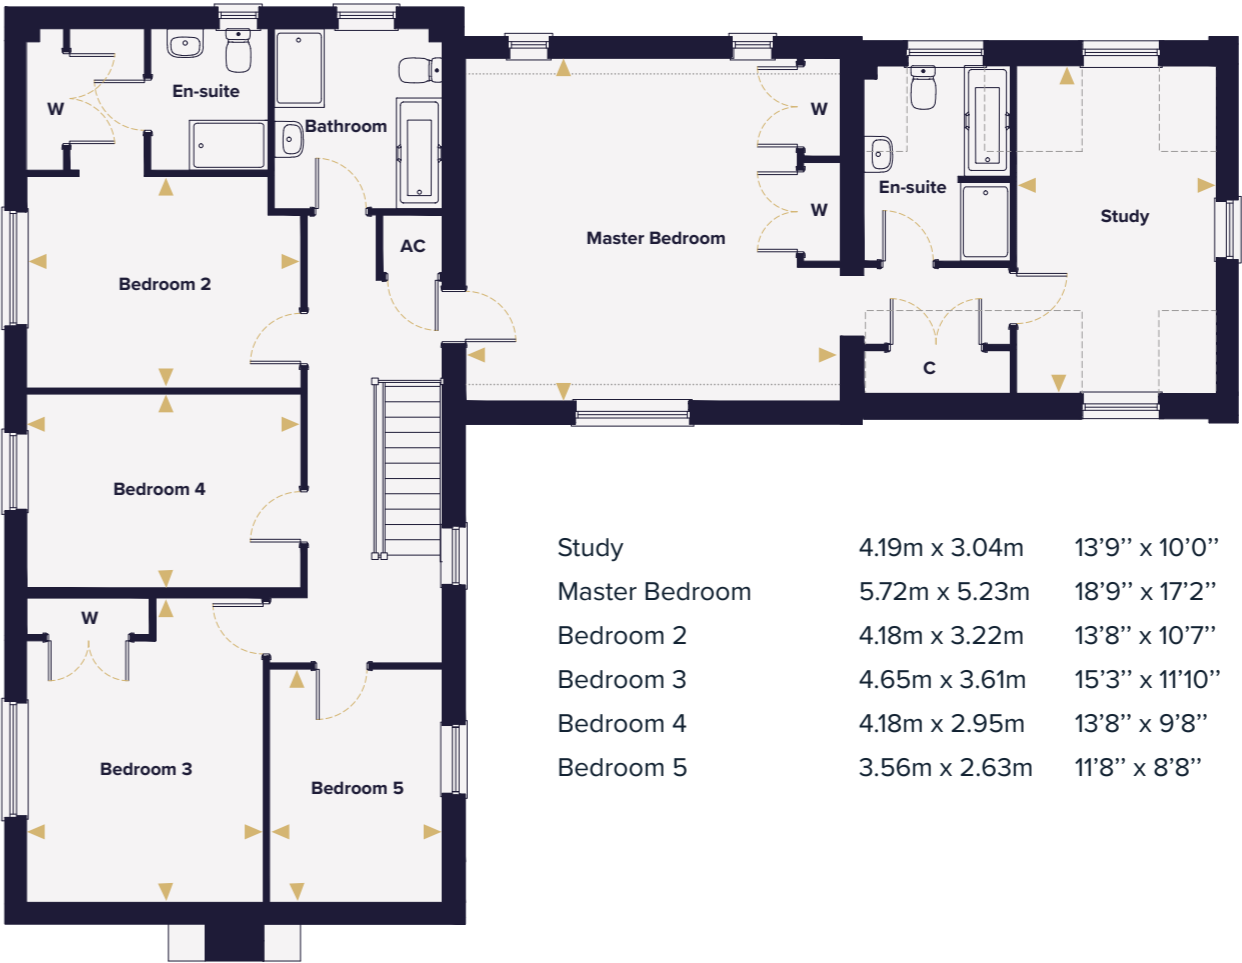 W
En-suite
Bathroom
W
En-suite
W
Study
AC
Master Bedroom
Bedroom 2
C
Bedroom 4
W
Bedroom 3
Bedroom 5
Study 4.19m x 3.04m 13’9’’ x 10’0’’
Master Bedroom 5.72m x 5.23m 18’9’’ x 17’2’’
Bedroom 2 4.18m x 3.22m 13’8’’ x 10’7’’
Bedroom 3 4.65m x 3.61m 15’3’’ x 11’10’’
Bedroom 4 4.18m x 2.95m 13’8’’ x 9’8’’
Bedroom 5 3.56m x 2.63m 11’8’’ x 8’8’’